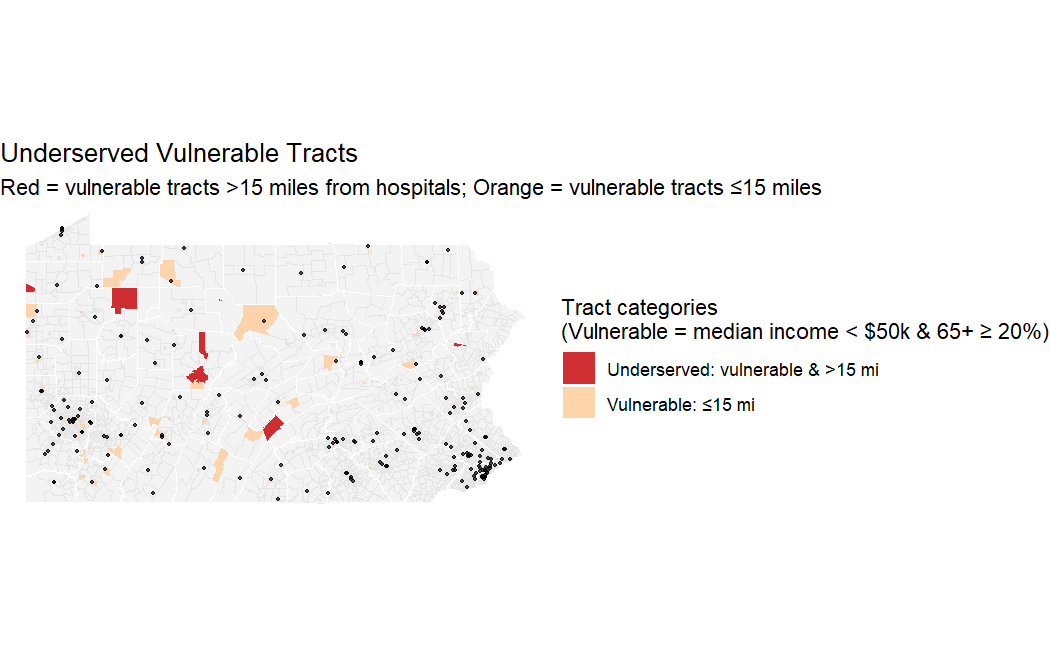 Underserved Vulnerable Tracts
Red = vulnerable tracts >15 miles from hospitals; Orange = vulnerable tracts ≤15 miles
Tract categories
(Vulnerable = median income < $50k & 65+ ≥ 20%)
Underserved: vulnerable & >15 mi
Vulnerable: ≤15 mi